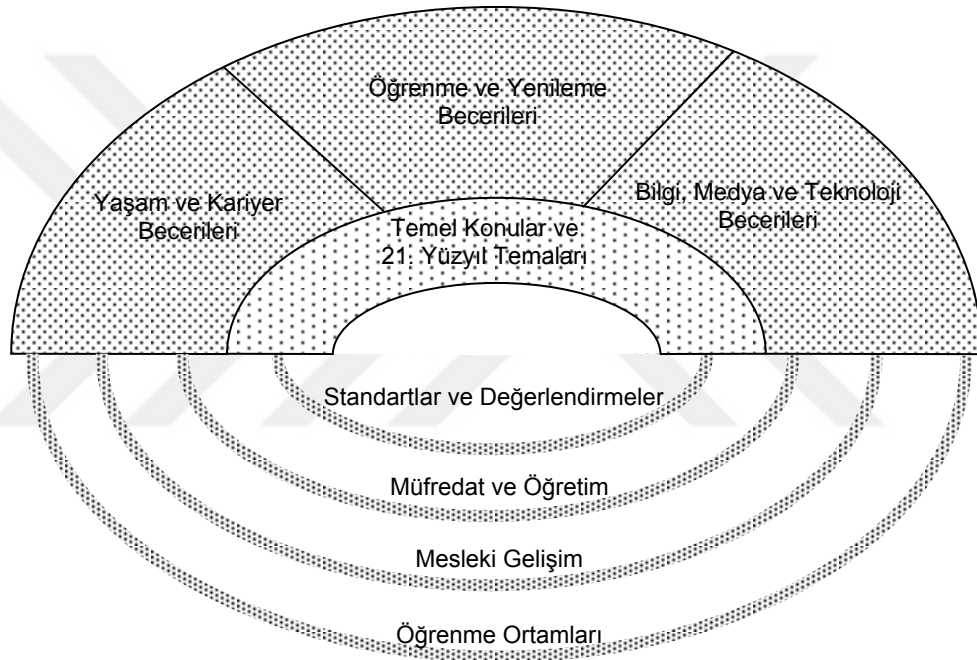 Öğrenme ve Yenileme
Becerileri
Yaşam ve Kariyer
Becerileri
Bilgi, Medya ve Teknoloji
Becerileri
Temel Konular ve
21. Yüzyıl Temaları
Standartlar ve Değerlendirmeler
Müfredat ve Öğretim
Mesleki Gelişim
Öğrenme Ortamları